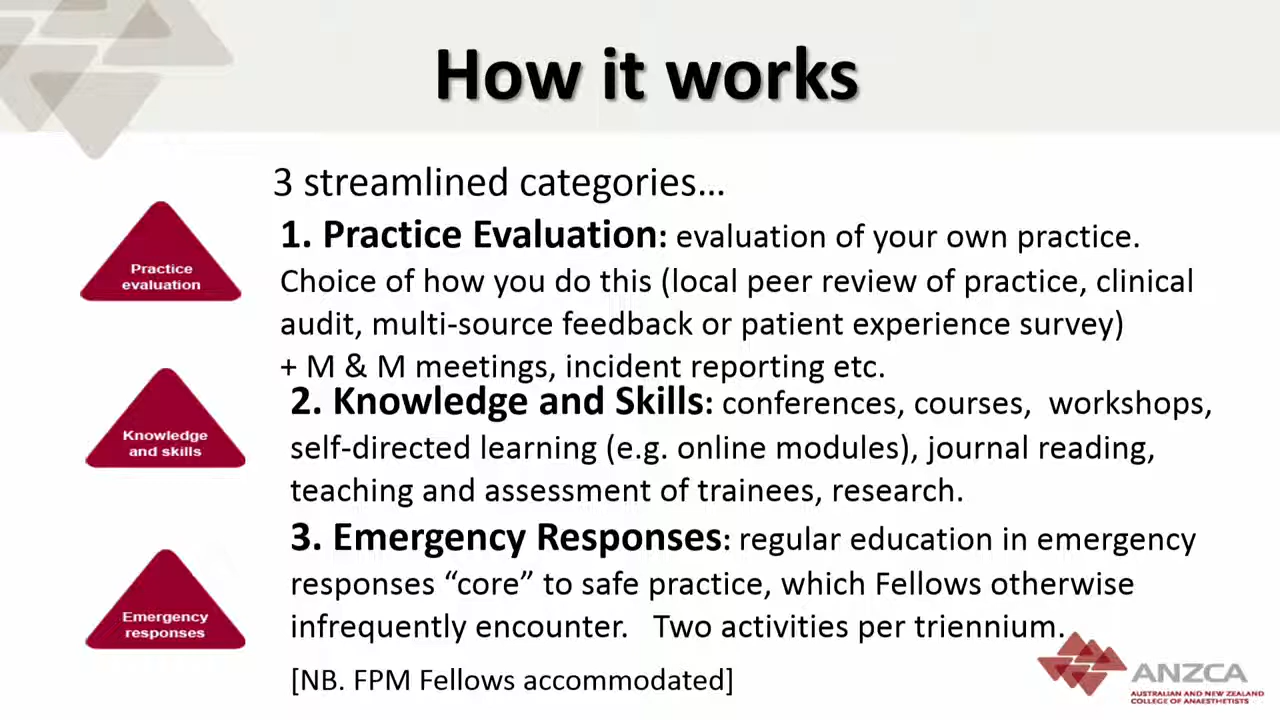 How it works
3 streamlined categories...
1. Practice Evaluation: evaluation of your own practice.
Choice of how you do this (local peer review of practice, clinical
audit, multi-source feedback or patient experience survey)
+ M & M meetings, incident reporting etc.
Practice
evaluation
2. Knowledge and Skills: conferences, courses,  workshops,
self-directed learning (e.g. online modules), journal reading,
teaching and assessment of trainees, research.
Knowledge
and skills
3. Emergency Responses: regular education in emergency
responses “core” to safe practice, which Fellows otherwise
infrequently encounter.   Two activities per triennium.
Emergency
responses
[NB. FPM Fellows accommodated]
ANZCA
AUSTRALIAN AND NEW ZEALAND
COLLEGE OF ANAESTHETISTS